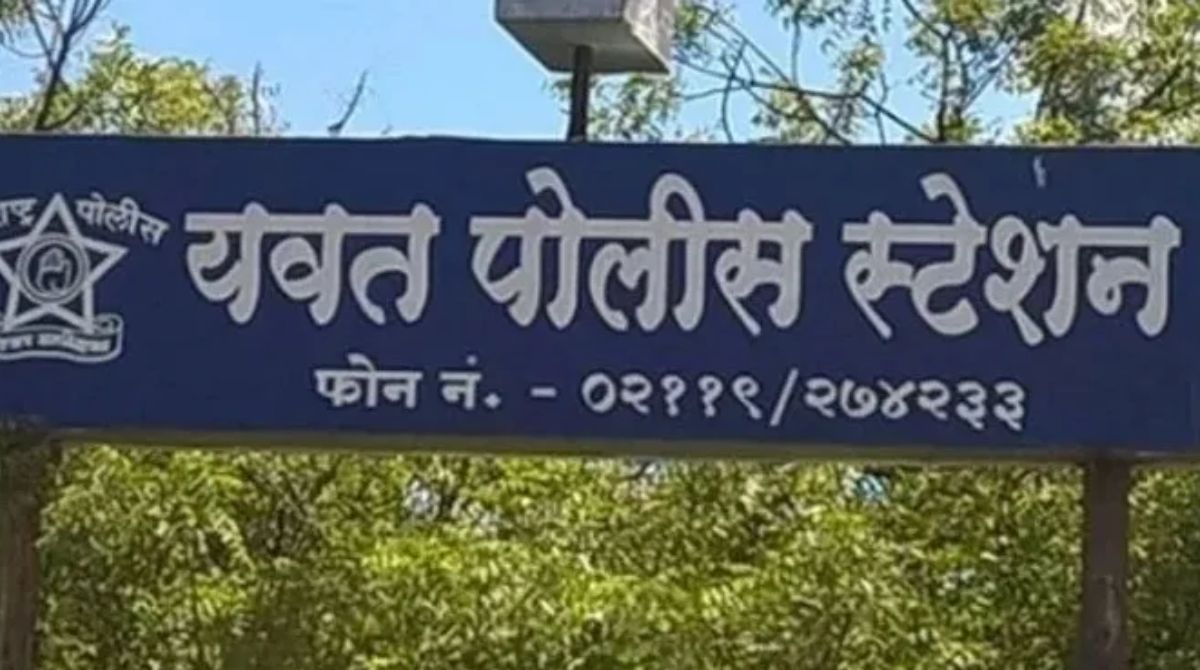 पोलीस
यवत पोलीस स्टेशन
फोन नं. - ०२११९/२७४२३३